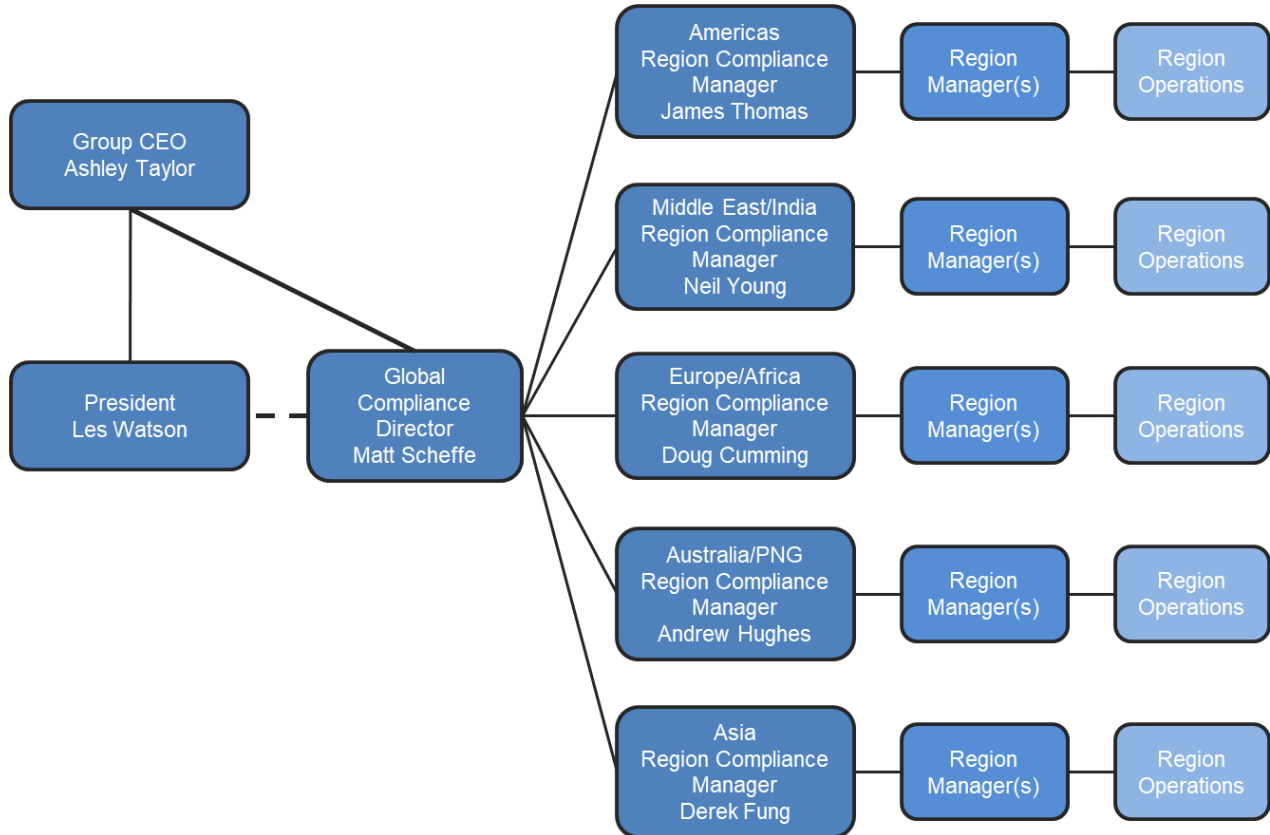 Group CEO
Ashley Taylor
President
Les Watson
Global
Compliance
Director
Matt Scheffe
Americas
Region Compliance
Manager
James Thomas
Region
Manager(s)
Region
Operations
Middle East/India
Region Compliance
Manager
Neil Young
Region
Manager(s)
Region
Operations
Europe/Africa
Region Compliance
Manager
Doug Cumming
Region
Manager(s)
Region
Operations
Australia/PNG
Region Compliance
Manager
Andrew Hughes
Region
Manager(s)
Region
Operations
Asia
Region Compliance
Manager
Derek Fung
Region
Manager(s)
Region
Operations